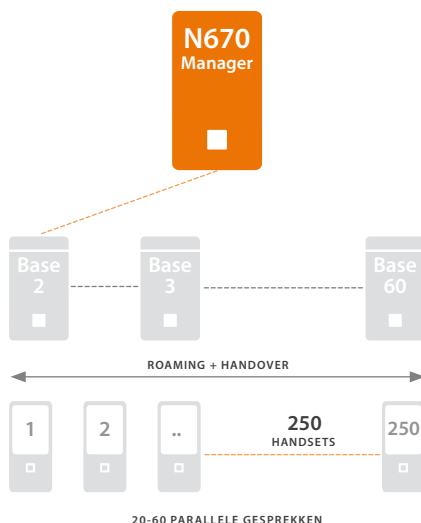 N670
Manager
Base
2
Base
3
Base
60
ROAMING + HANDOVER
1
2
..
250
HANDSETS
250
20-60 PARALLELE GESPREKKEN